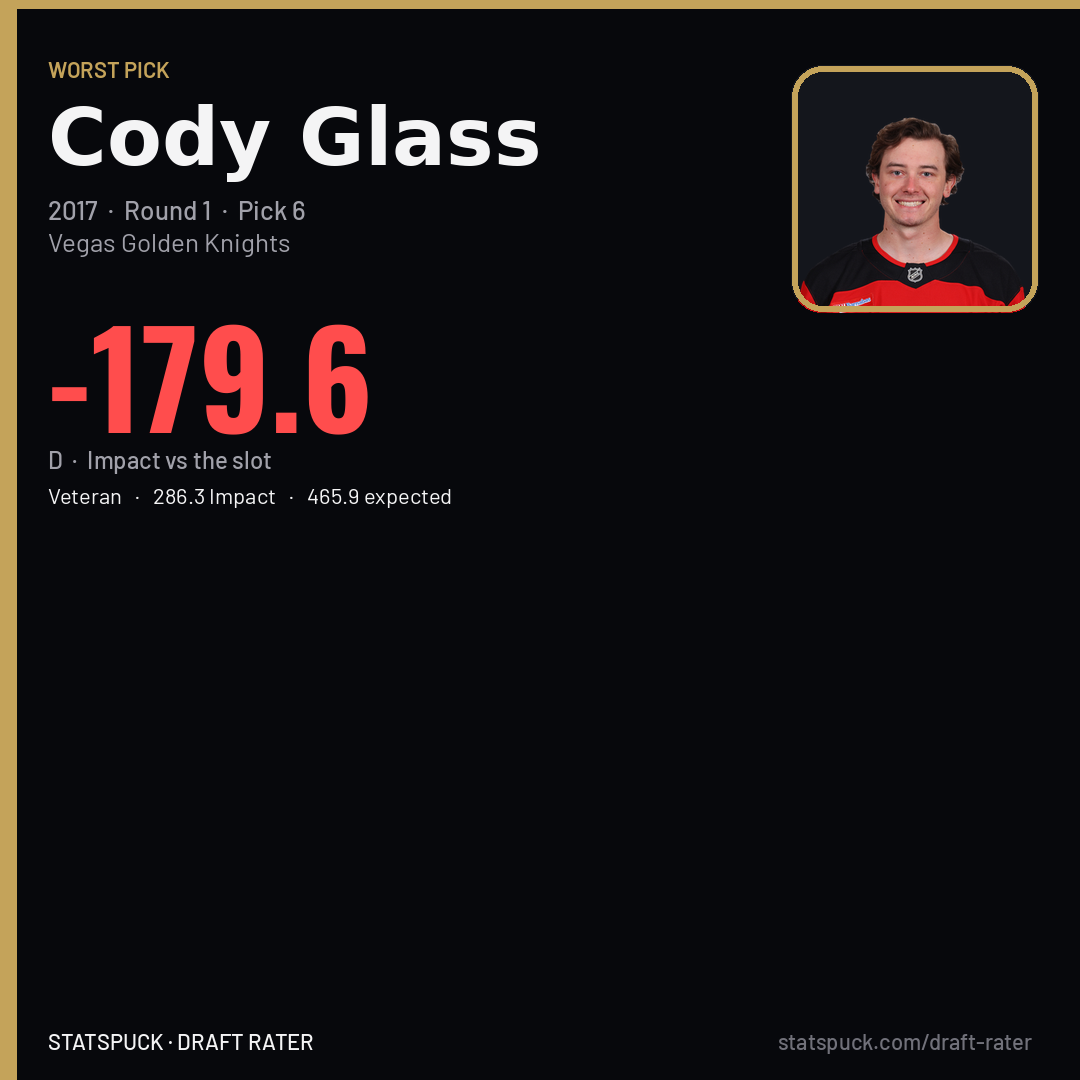 WORST PICK
Cody Glass
2017 · Round 1 · Pick 6
Vegas Golden Knights
-179.6
D · Impact vs the slot
Veteran · 286.3 Impact · 465.9 expected
STATSPUCK · DRAFT RATER
statspuck.com/draft-rater